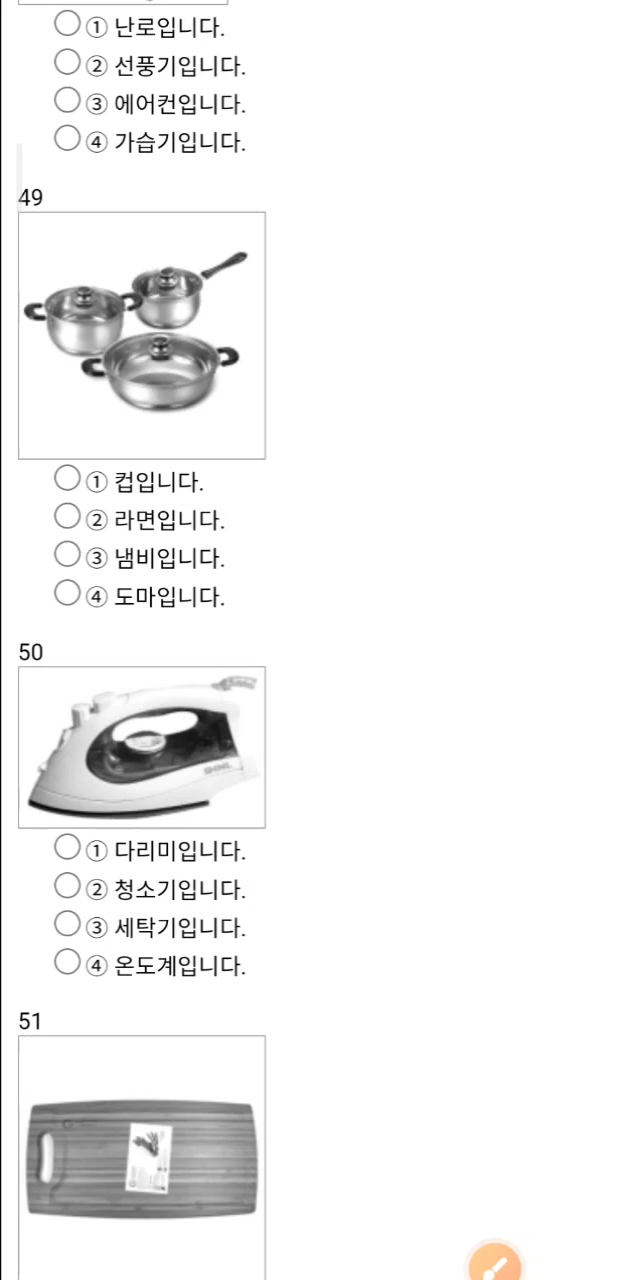 ① 난로입니다.
② 선풍기입니다.
③ 에어컨입니다.
④ 가습기입니다.
49
① 컵입니다.
② 라면입니다.
③ 냄비입니다.
④ 도마입니다.
50
① 다리미입니다.
② 청소기입니다.
③ 세탁기입니다.
④ 온도계입니다.
51